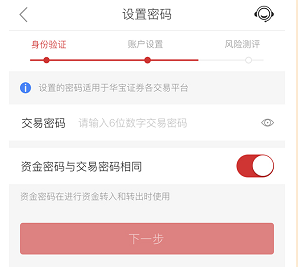 设置密码
身份验证 账户设置 风险测评
设置的密码适用于华宝证券各交易平台
交易密码 请输入6位数字交易密码
资金密码与交易密码相同
资金密码在进行资金转入和转出时使用
下一步